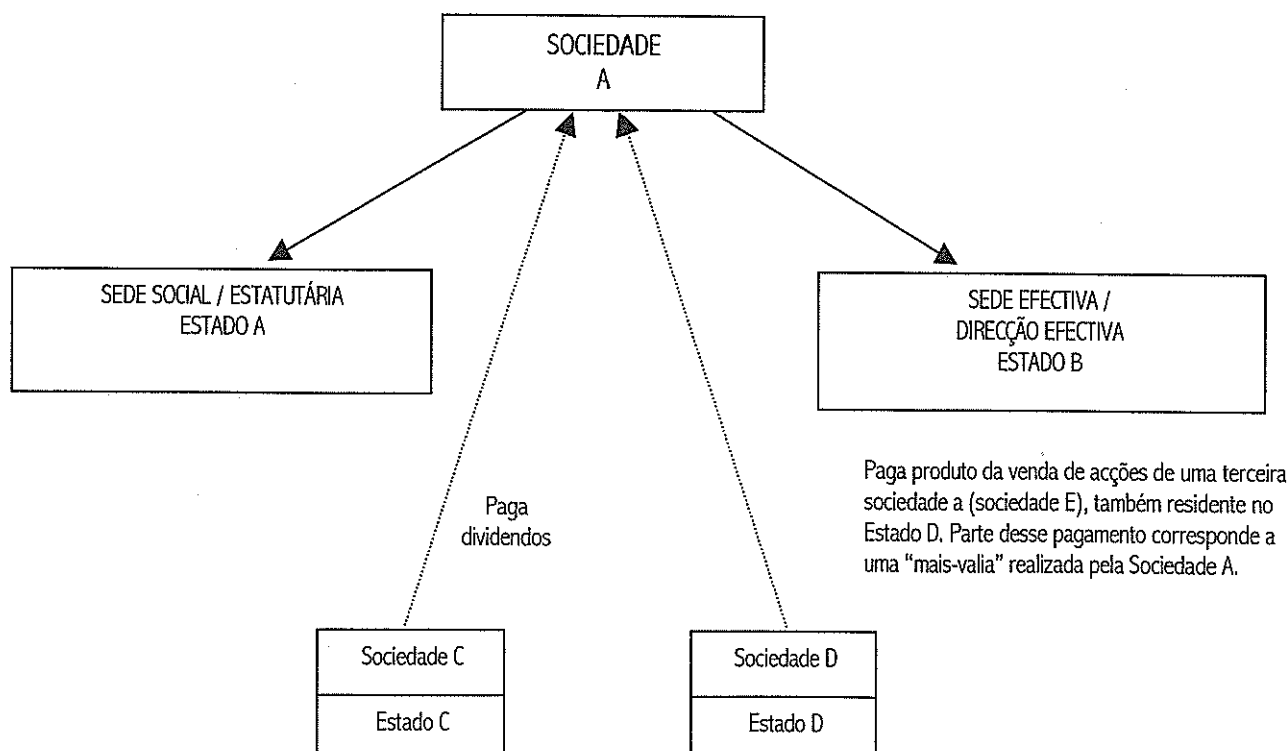 SOCIEDADE
A
SEDE SOCIAL / ESTATUTÁRIA
ESTADO A
SEDE EFECTIVA /
DIRECÇÃO EFECTIVA
ESTADO B
Paga
dividendos
Paga produto da venda de acções de uma terceira
sociedade a (sociedade E), também residente no
Estado D. Parte desse pagamento corresponde a
uma “mais-valia” realizada pela Sociedade A.
Sociedade C
Estado C
Sociedade D
Estado D